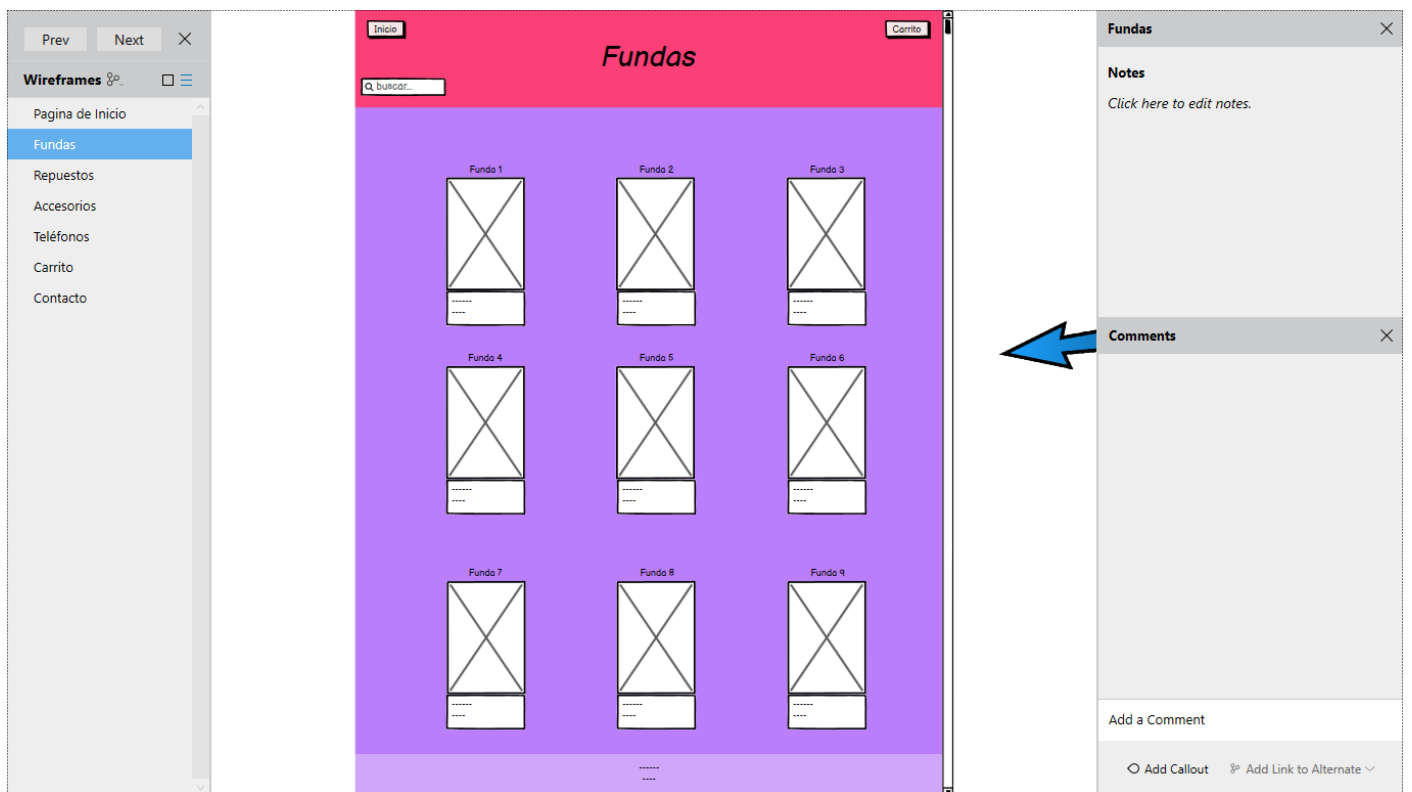 Prev Next
Wireframes
Pagina de Inicio
Fundas
Repuestos
Accesorios
Teléfonos
Carrito
Contacto
Inicio
Carrito
Fundas
buscar...
Funda 1 Funda 2 Funda 3
------ ------ ------
---- ---- ----
Funda 4 Funda 5 Funda 6
------ ------ ------
---- ---- ----
Funda 7 Funda 8 Funda 9
------ ------ ------
---- ---- ----
------
----
Fundas
Notes
Click here to edit notes.
Comments
Add a Comment
Add Callout Add Link to Alternate